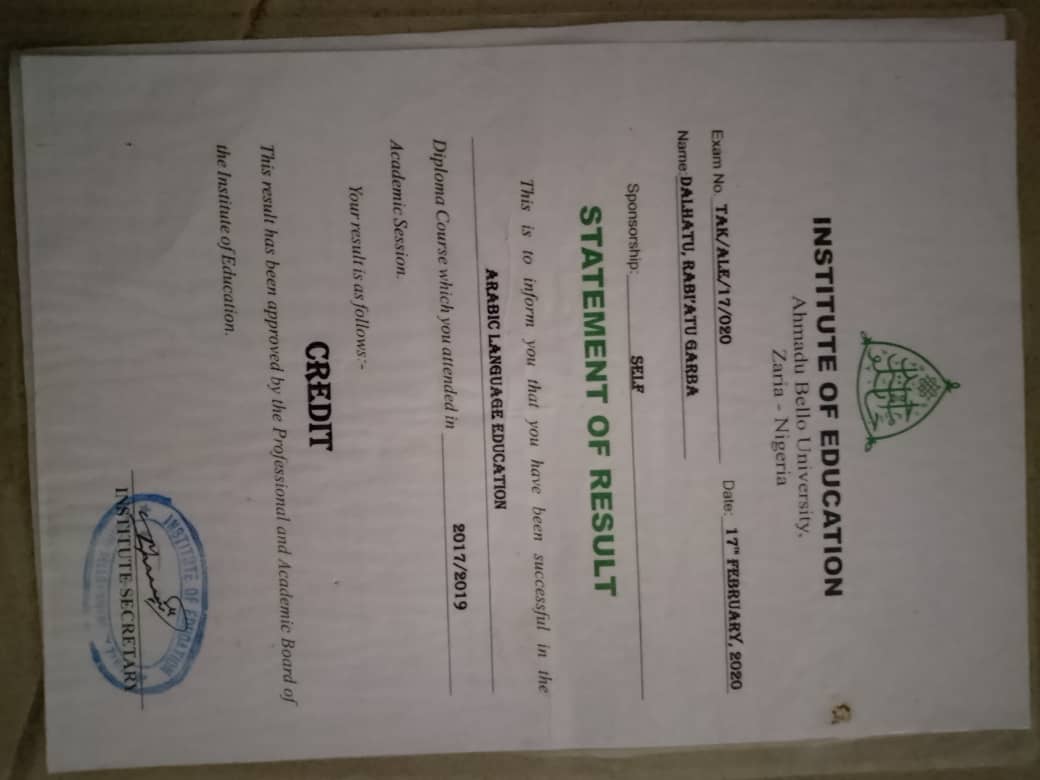 INSTITUTE OF EDUCATION
Ahmadu Bello University,
Zaria - Nigeria
Exam No. TAK/ALE/17/020 Date: 17th FEBRUARY, 2020
Name: DALHATU, RABI'ATU GARBA
Sponsorship: SELF
STATEMENT OF RESULT
This is to inform you that you have been successful in the
ARABIC LANGUAGE EDUCATION
Diploma Course which you attended in 2017/2019
Academic Session.
Your result is as follows:-
CREDIT
This result has been approved by the Professional and Academic Board of
the Institute of Education.
INSTITUTE OF EDUCATION
INSTITUTE SECRETARY